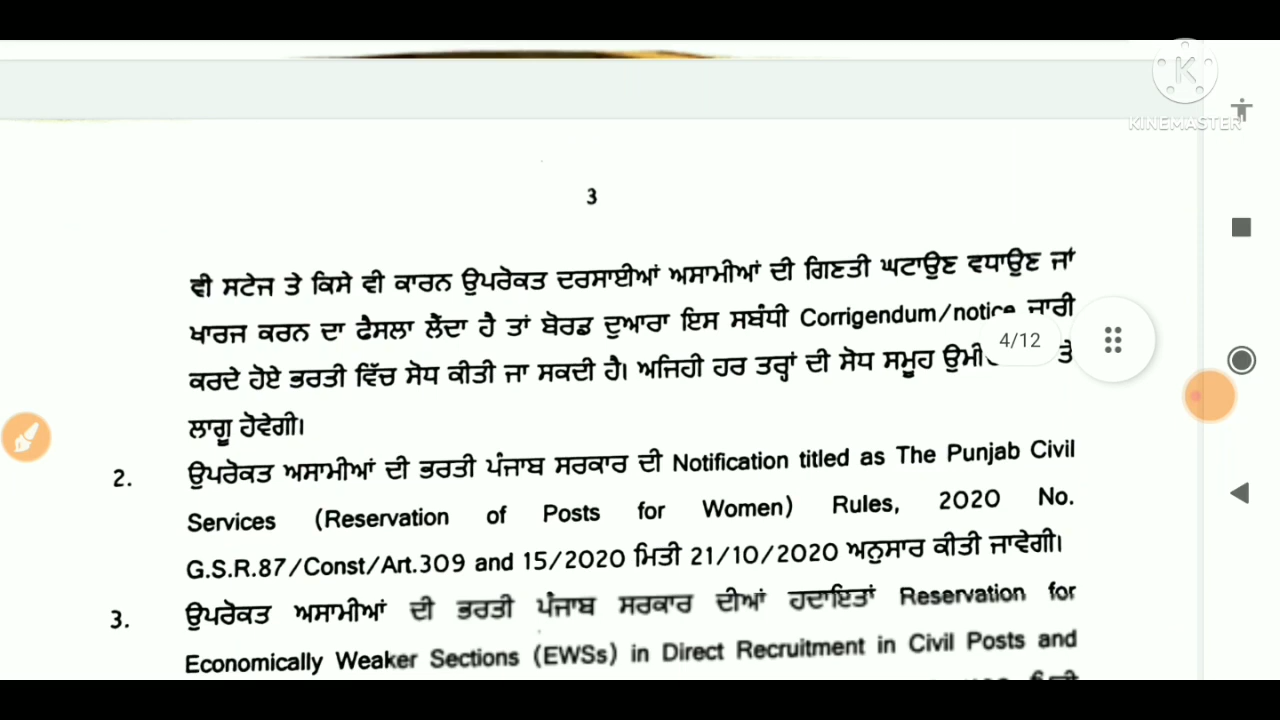 KINEMASTER
3
ਵੀ ਸਟੇਜ ਤੇ ਕਿਸੇ ਵੀ ਕਾਰਨ ਉਪਰੋਕਤ ਦਰਸਾਈਆਂ ਅਸਾਮੀਆਂ ਦੀ ਗਿਣਤੀ ਘਟਾਉਣ ਵਧਾਉਣ ਜਾਂ
ਖਾਰਜ ਕਰਨ ਦਾ ਫੈਸਲਾ ਲੈਂਦਾ ਹੈ ਤਾਂ ਬੋਰਡ ਦੁਆਰਾ ਇਸ ਸਬੰਧੀ Corrigendum/notice ਜਾਰੀ
4/12
ਕਰਦੇ ਹੋਏ ਭਰਤੀ ਵਿੱਚ ਸੋਧ ਕੀਤੀ ਜਾ ਸਕਦੀ ਹੈ। ਅਜਿਹੀ ਹਰ ਤਰ੍ਹਾਂ ਦੀ ਸੋਧ ਸਮੂਹ ਤੇ
ਲਾਗੂ ਹੋਵੇਗੀ।
2. ਉਪਰੋਕਤ ਅਸਾਮੀਆਂ ਦੀ ਭਰਤੀ ਪੰਜਾਬ ਸਰਕਾਰ ਦੀ Notification titled as The Punjab Civil
Services (Reservation of Posts for Women) Rules, 2020 No.
G.S.R.87/Const/Art.309 and 15/2020 ਮਿਤੀ 21/10/2020 ਅਨੁਸਾਰ ਕੀਤੀ ਜਾਵੇਗੀ।
3. ਉਪਰੋਕਤ ਅਸਾਮੀਆਂ ਦੀ ਭਰਤੀ ਪੰਜਾਬ ਸਰਕਾਰ ਦੀਆਂ ਹਦਾਇਤਾਂ Reservation for
Economically Weaker Sections (EWSs) in Direct Recruitment in Civil Posts and